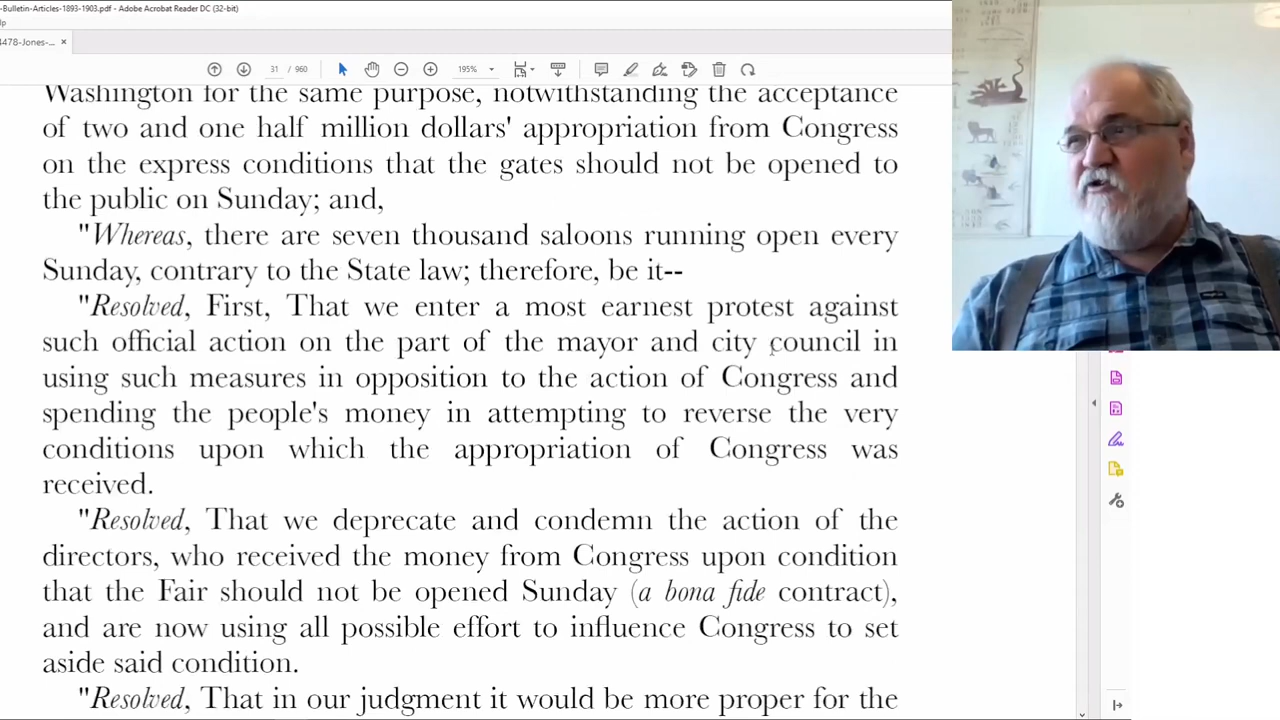 -Bulletin-Articles-1893-1903.pdf - Adobe Acrobat Reader DC (32-bit)
lp
4478-Jones-... ×
31 / 960
195%
Washington for the same purpose, notwithstanding the acceptance
of two and one half million dollars' appropriation from Congress
on the express conditions that the gates should not be opened to
the public on Sunday; and,
"Whereas, there are seven thousand saloons running open every
Sunday, contrary to the State law; therefore, be it--
"Resolved, First, That we enter a most earnest protest against
such official action on the part of the mayor and city council in
using such measures in opposition to the action of Congress and
spending the people's money in attempting to reverse the very
conditions upon which the appropriation of Congress was
received.
"Resolved, That we deprecate and condemn the action of the
directors, who received the money from Congress upon condition
that the Fair should not be opened Sunday (a bona fide contract),
and are now using all possible effort to influence Congress to set
aside said condition.
"Resolved, That in our judgment it would be more proper for the